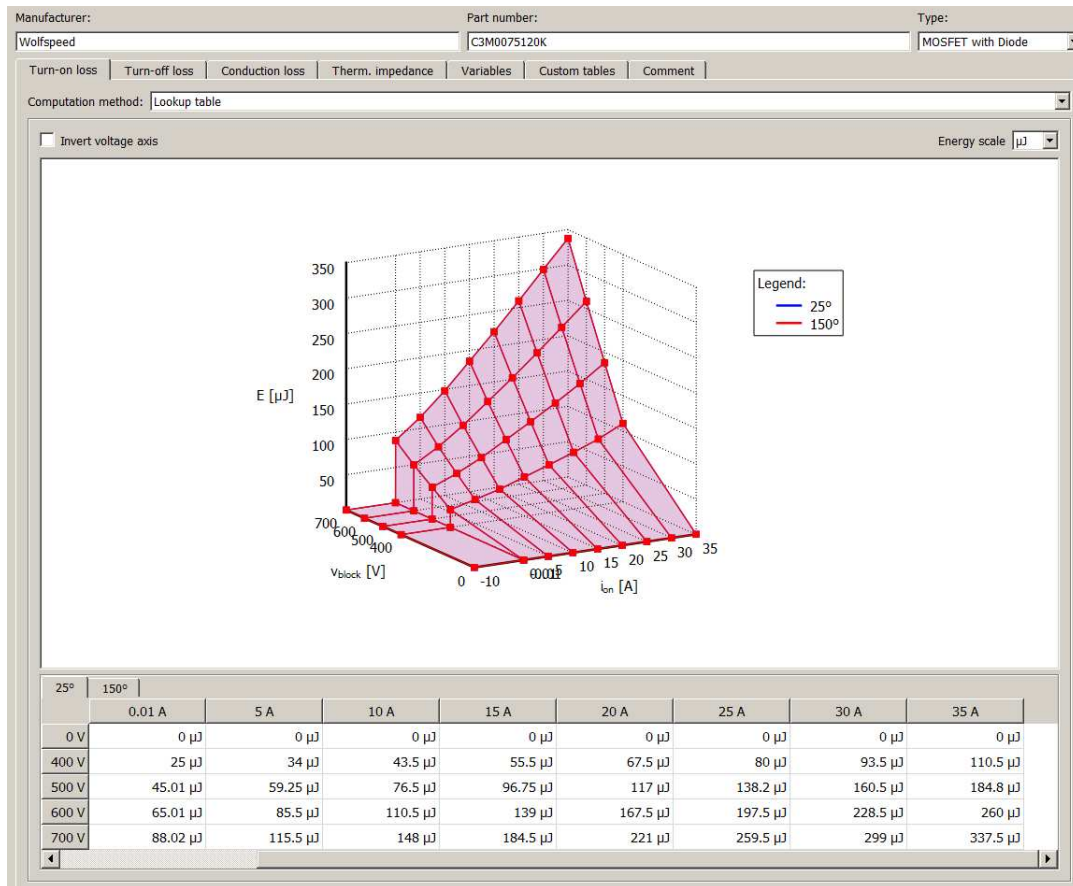 Manufacturer: Part number: Type:
Wolfspeed C3M0075120K MOSFET with Diode
Turn-on loss Turn-off loss Conduction loss Therm. impedance Variables Custom tables Comment
Computation method: Lookup table
Invert voltage axis Energy scale µJ
350
300
250
200
150
100
50
E [µJ]
Legend:
25º
150º
700
600
500
400
0
vblock [V]
-10
5 10 15 20 25 30 35
ion [A]
25º 150º
0.01 A 5 A 10 A 15 A 20 A 25 A 30 A 35 A
0 V 0 µJ 0 µJ 0 µJ 0 µJ 0 µJ 0 µJ 0 µJ 0 µJ
400 V 25 µJ 34 µJ 43.5 µJ 55.5 µJ 67.5 µJ 80 µJ 93.5 µJ 110.5 µJ
500 V 45.01 µJ 59.25 µJ 76.5 µJ 96.75 µJ 117 µJ 138.2 µJ 160.5 µJ 184.8 µJ
600 V 65.01 µJ 85.5 µJ 110.5 µJ 139 µJ 167.5 µJ 197.5 µJ 228.5 µJ 260 µJ
700 V 88.02 µJ 115.5 µJ 148 µJ 184.5 µJ 221 µJ 259.5 µJ 299 µJ 337.5 µJ